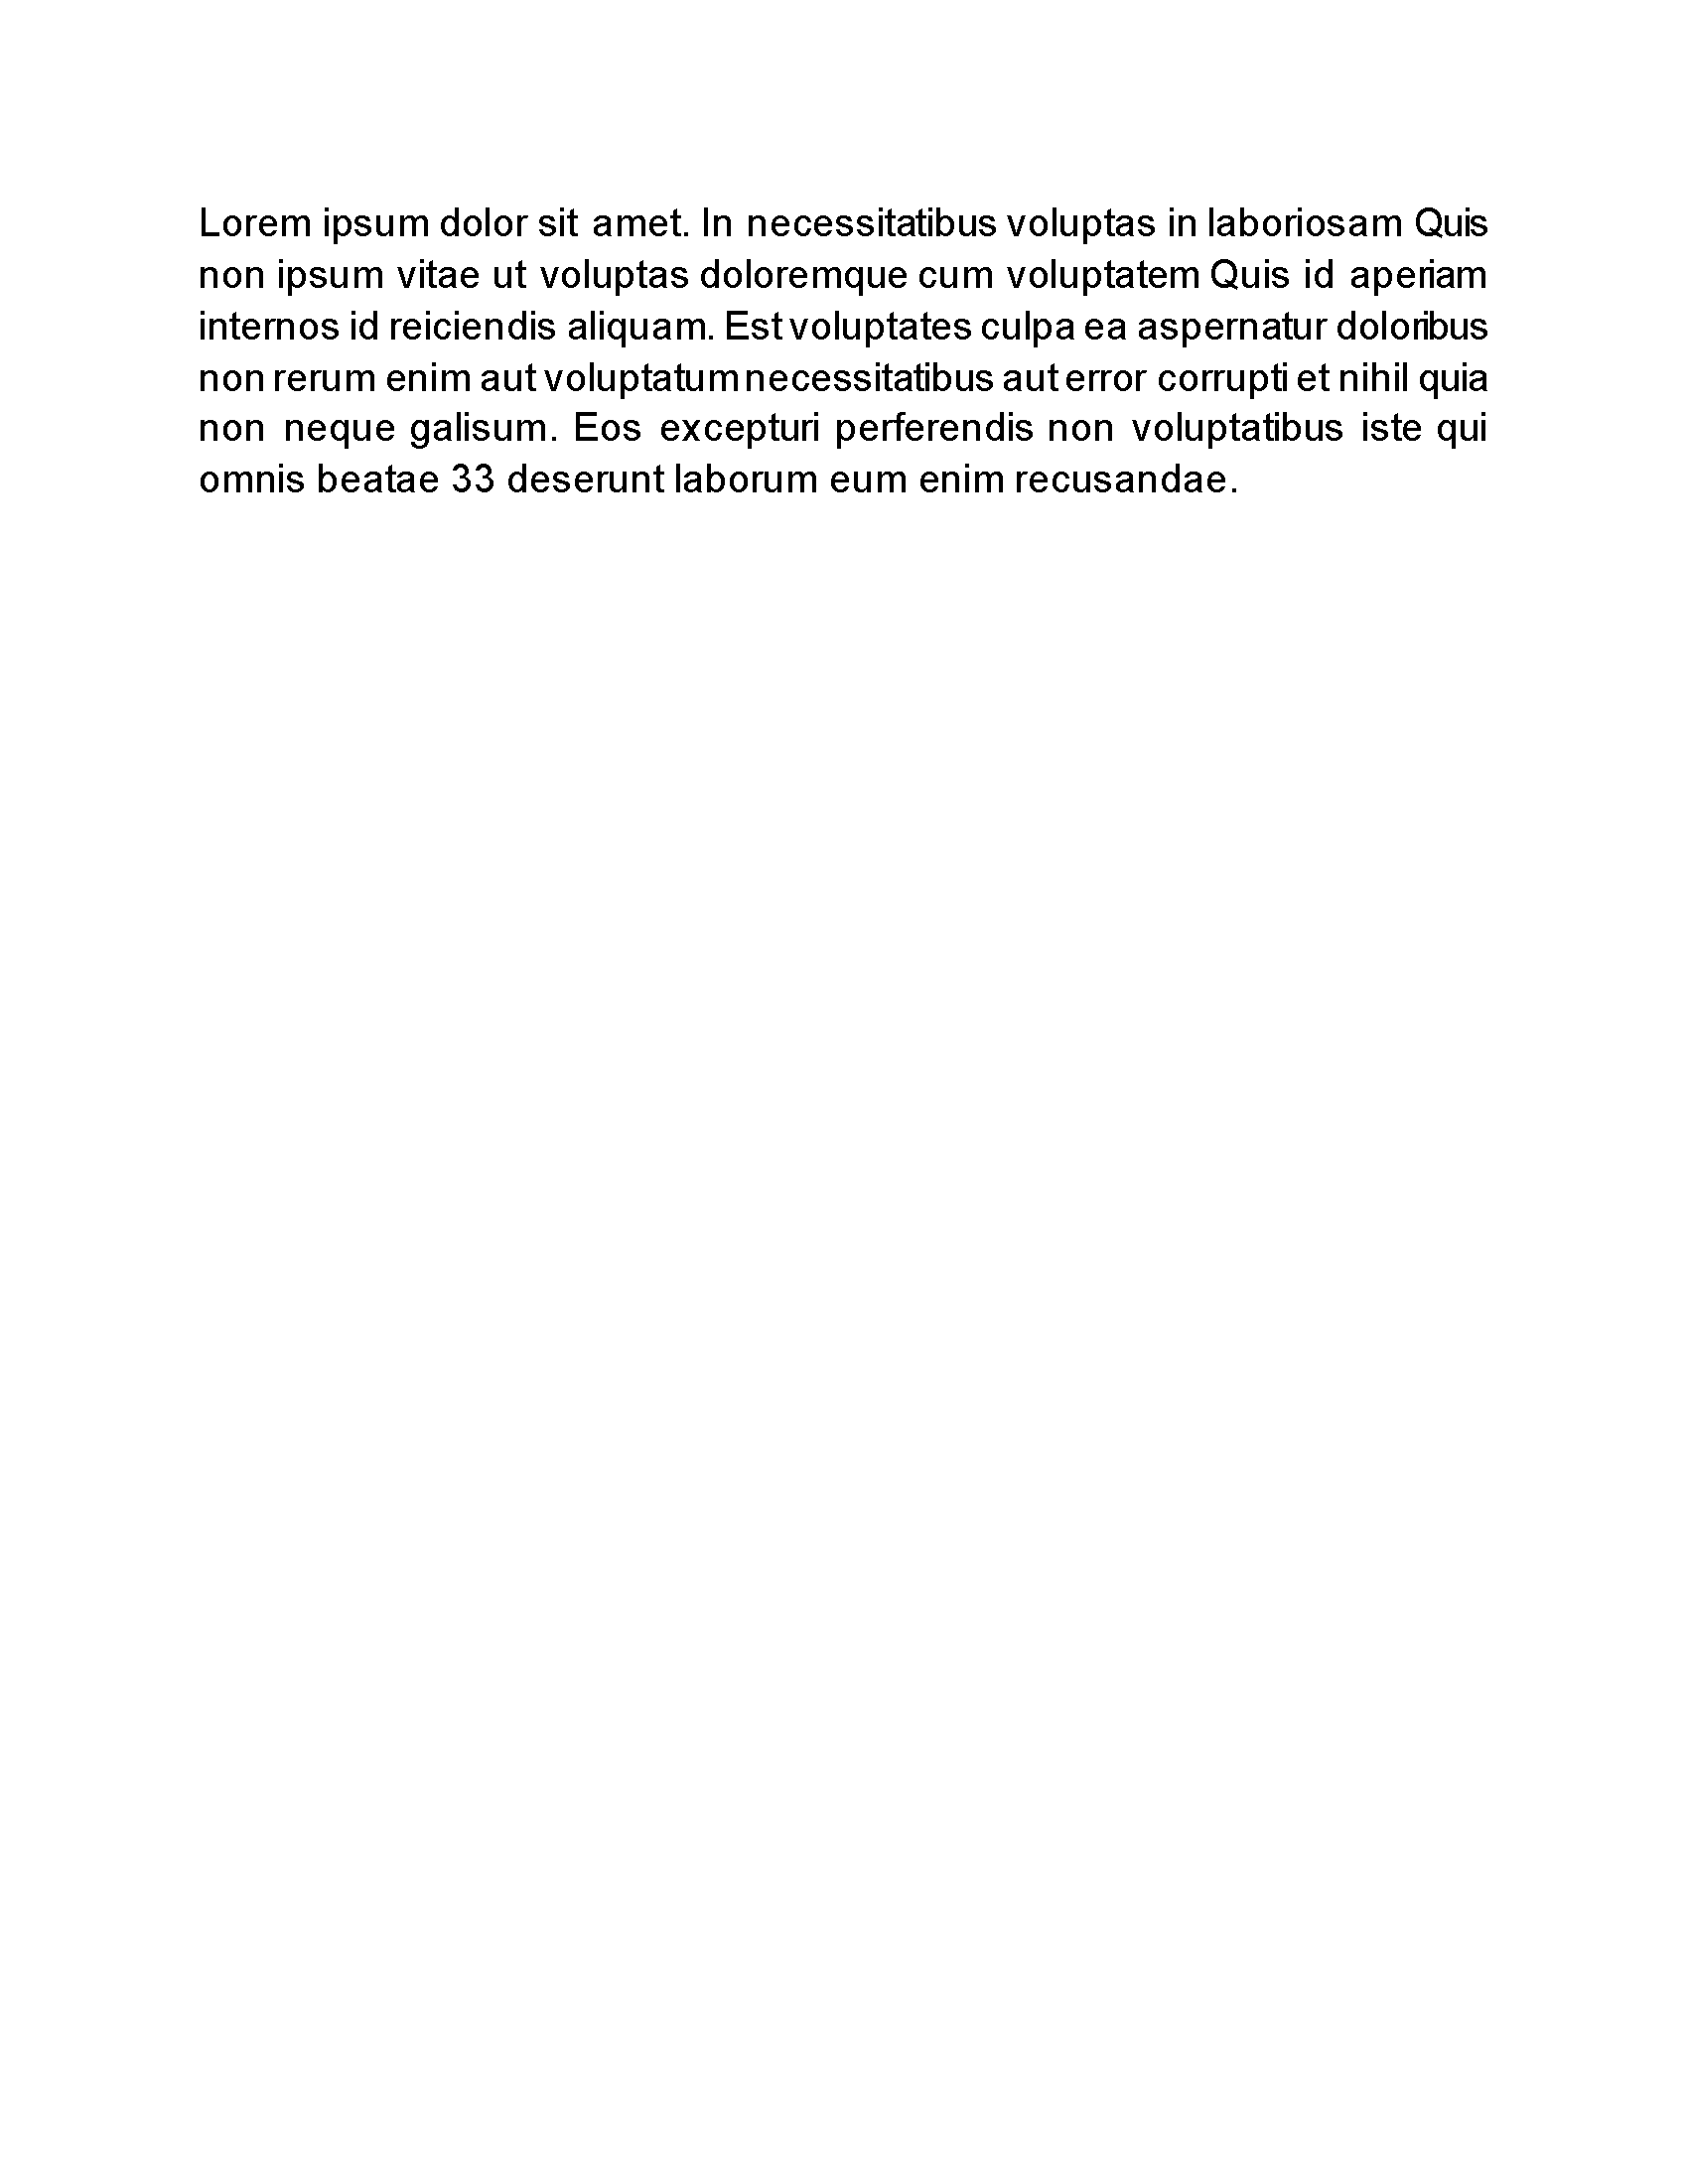 Lorem ipsum dolor sit amet. In necessitatibus voluptas in laboriosam Quis
non ipsum vitae ut voluptas doloremque cum voluptatem Quis id aperiam
internos id reiciendis aliquam. Est voluptates culpa ea aspernatur doloribus
non rerum enim aut voluptatum necessitatibus aut error corrupti et nihil quia
non neque galisum. Eos excepturi perferendis non voluptatibus iste qui
omnis beatae 33 deserunt laborum eum enim recusandae.